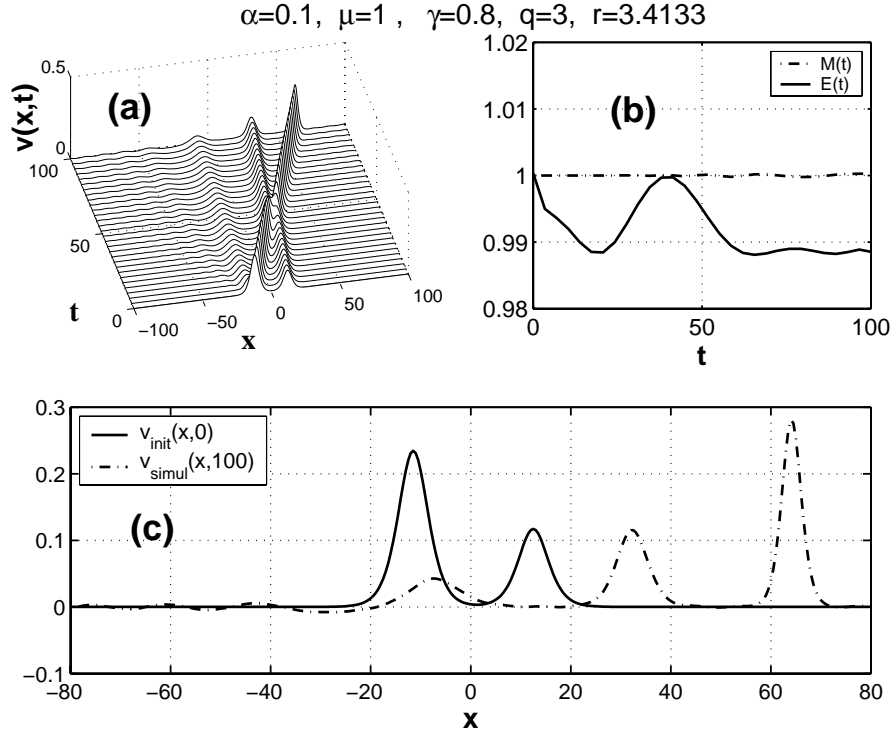 α=0.1, μ=1 , γ=0.8, q=3, r=3.4133
(a)
v(x,t)
0.5
0
100
50
0
t
−100
−50
0
50
100
x
(b)
M(t)
E(t)
1.02
1.01
1
0.99
0.98
0
50
100
t
(c)
v_init(x,0)
v_simul(x,100)
0.3
0.2
0.1
0
−0.1
−80
−60
−40
−20
0
20
40
60
80
x